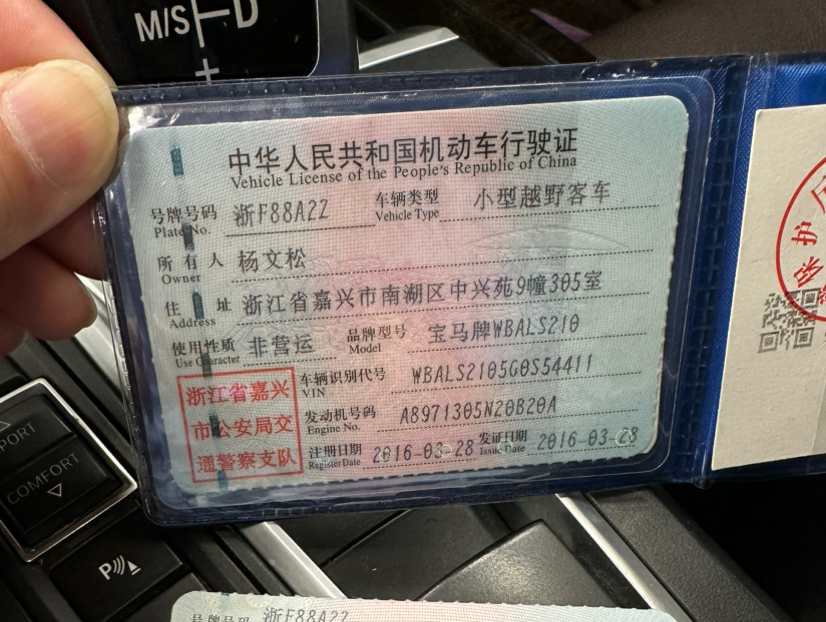 M/S
D
+
中华人民共和国机动车行驶证
Vehicle License of the People's Republic of China
号牌号码 浙F88A22 车辆类型 小型越野客车
Plate No. Vehicle Type
所有人 杨文松
Owner
住址 浙江省嘉兴市南湖区中兴苑9幢305室
Address
使用性质 非营运 品牌型号 宝马牌WBALS210
Use Character Model
浙江省嘉兴
市公安局交
通警察支队
车辆识别代号 WBALS2105G0S54411
VIN
发动机号码 A8971305N20B20A
Engine No.
注册日期 2016-03-28 发证日期 2016-03-28
Register Date Issue Date
护
PORT
COMFORT
P
号牌号码 浙F88A22